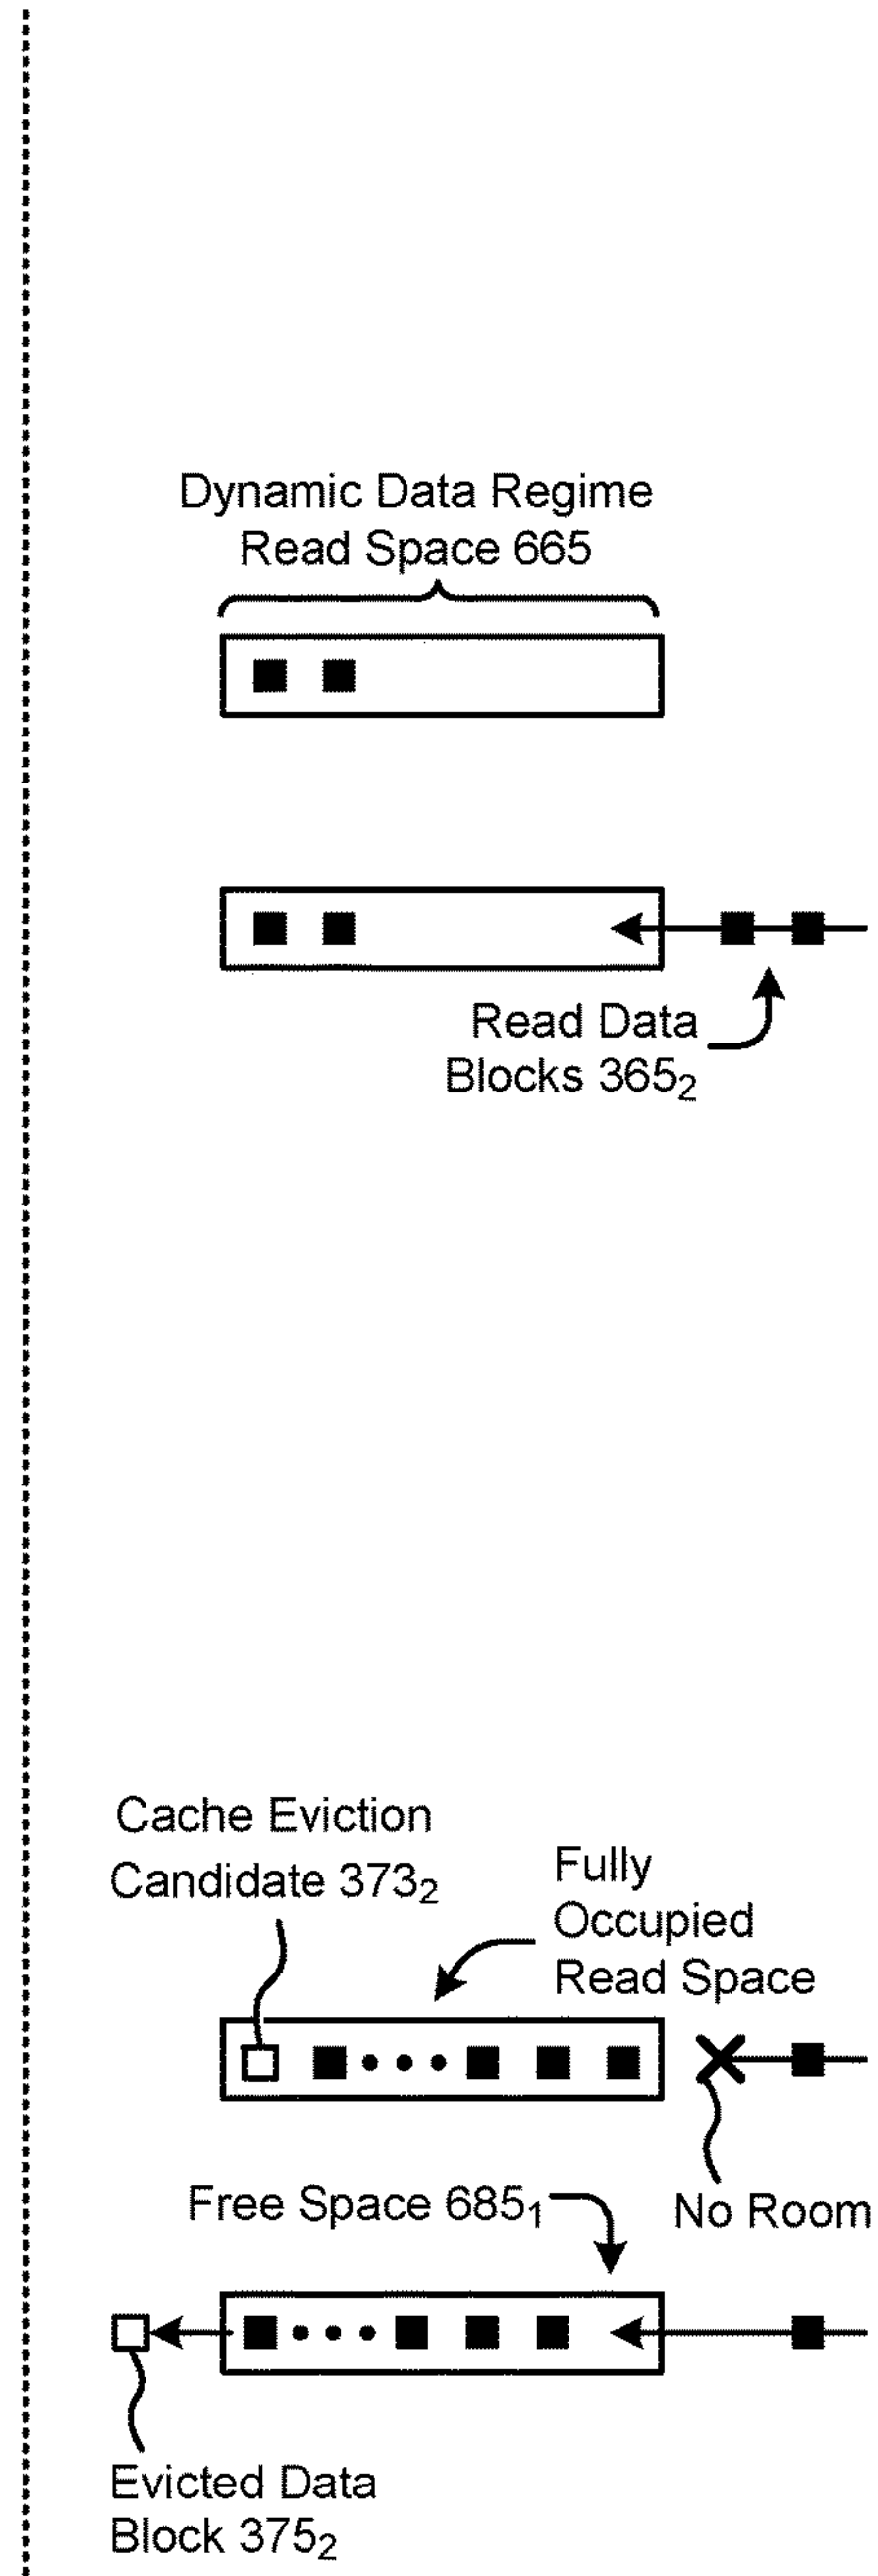 Dynamic Data Regime
Read Space 665
Read Data
Blocks 365₂
Cache Eviction
Candidate 373₂
Fully
Occupied
Read Space
Free Space 685₁
No Room
Evicted Data
Block 375₂